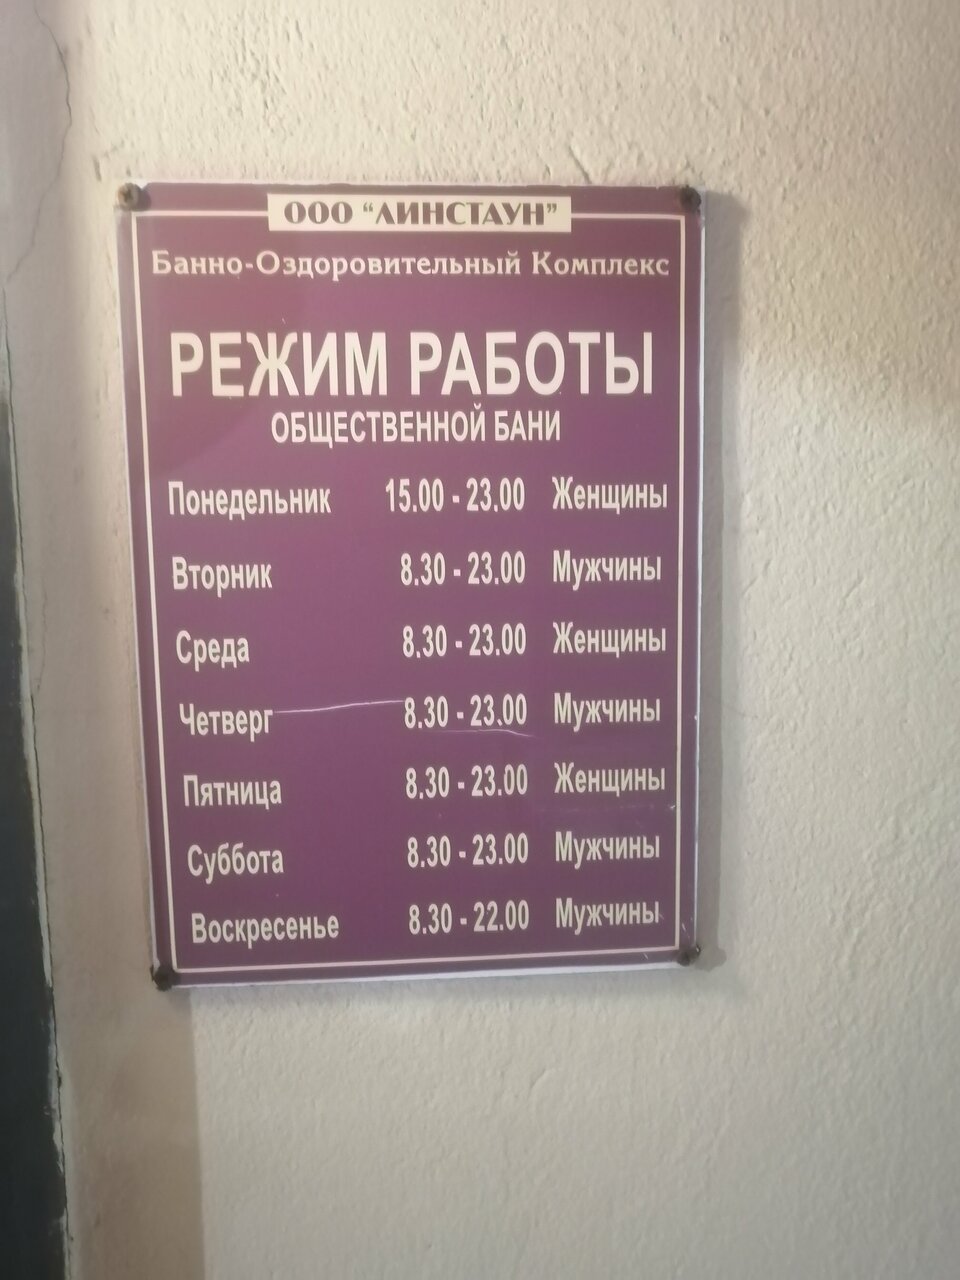 ООО "ЛИНСТАУН"
Банно-Оздоровительный Комплекс
РЕЖИМ РАБОТЫ
ОБЩЕСТВЕННОЙ БАНИ
Понедельник 15.00 - 23.00 Женщины
Вторник 8.30 - 23.00 Мужчины
Среда 8.30 - 23.00 Женщины
Четверг 8.30 - 23.00 Мужчины
Пятница 8.30 - 23.00 Женщины
Суббота 8.30 - 23.00 Мужчины
Воскресенье 8.30 - 22.00 Мужчины